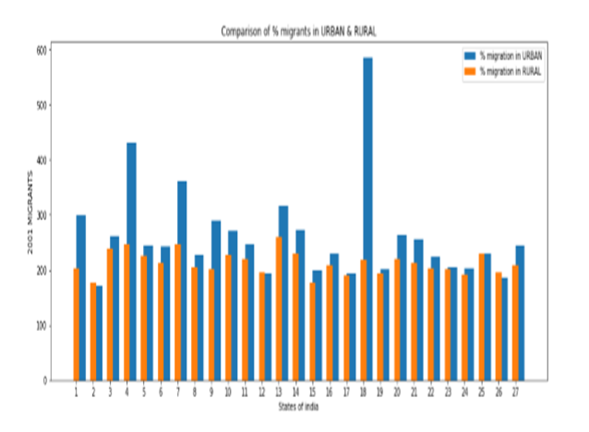 Comparison of % migrants in URBAN & RURAL
% migration in URBAN
% migration in RURAL
2001 MIGRANTS
600
500
400
300
200
100
0
1 2 3 4 5 6 7 8 9 10 11 12 13 14 15 16 17 18 19 20 21 22 23 24 25 26 27
States of india